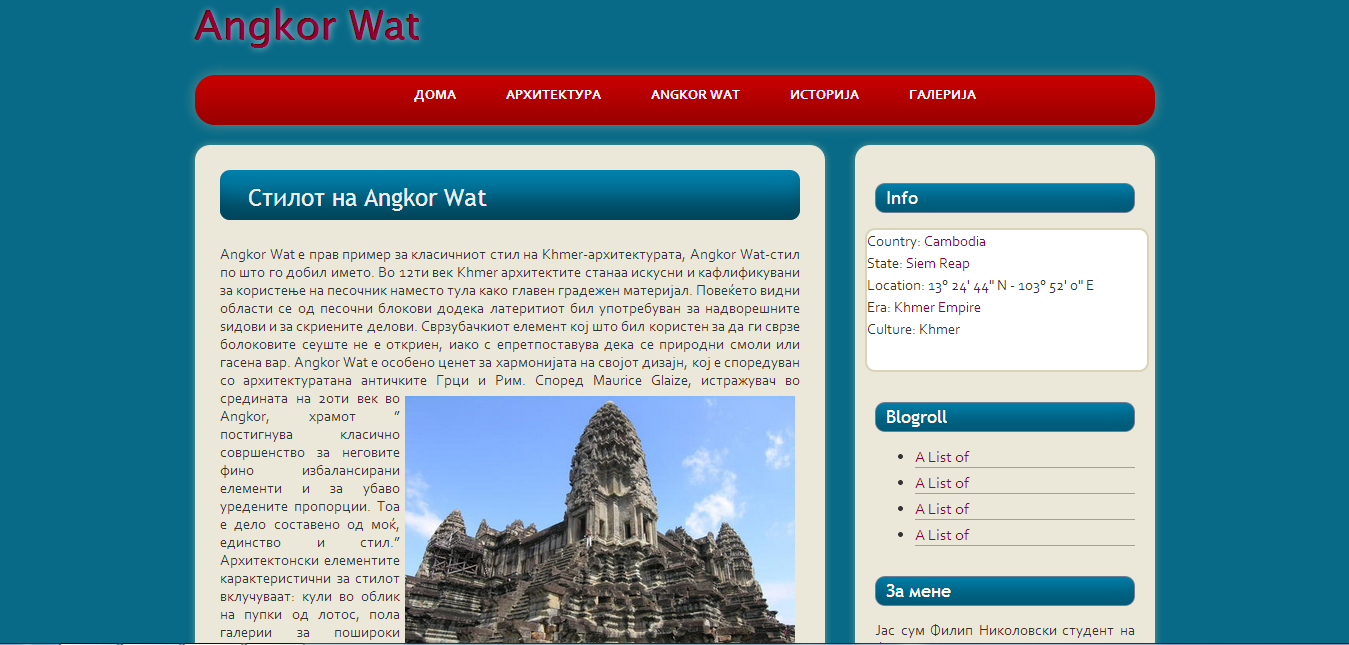 Angkor Wat
ДОМА АРХИТЕКТУРА ANGKOR WAT ИСТОРИЈА ГАЛЕРИЈА
Стилот на Angkor Wat
Angkor Wat е прав пример за класичниот стил на Khmer-архитектурата, Angkor Wat-стил
по што го добил името. Во 12ти век Khmer архитектите станаа искусни и кафлификувани
за користење на песочник наместо тула како главен градежен материјал. Повеќето видни
области се од песочни блокови додека латеритиот бил употребуван за надворешните
ѕидови и за скриените делови. Сврзубачкиот елемент кој што бил користен за да ги сврзе
болоковите сеуште не е откриен, иако с епретпоставува дека се природни смоли или
гасена вар. Angkor Wat е особено ценет за хармонијата на својот дизајн, кој е споредуван
со архитектуратана античките Грци и Рим. Според Maurice Glaize, истражувач во
средината на 20ти век во
Angkor, храмот “
постигнува класично
совршенство за неговите
фино избалансирани
елементи и за убаво
уредените пропорции. Тоа
е дело составено од моќ,
единство и стил.”
Архитектонски елементите
карактеристични за стилот
вклучуваат: кули во облик
на пупки од лотос, пола
галерии за пошироки
Info
Country: Cambodia
State: Siem Reap
Location: 13° 24' 44" N - 103° 52' 0" E
Era: Khmer Empire
Culture: Khmer
Blogroll
A List of
A List of
A List of
A List of
За мене
Јас сум Филип Николовски студент на